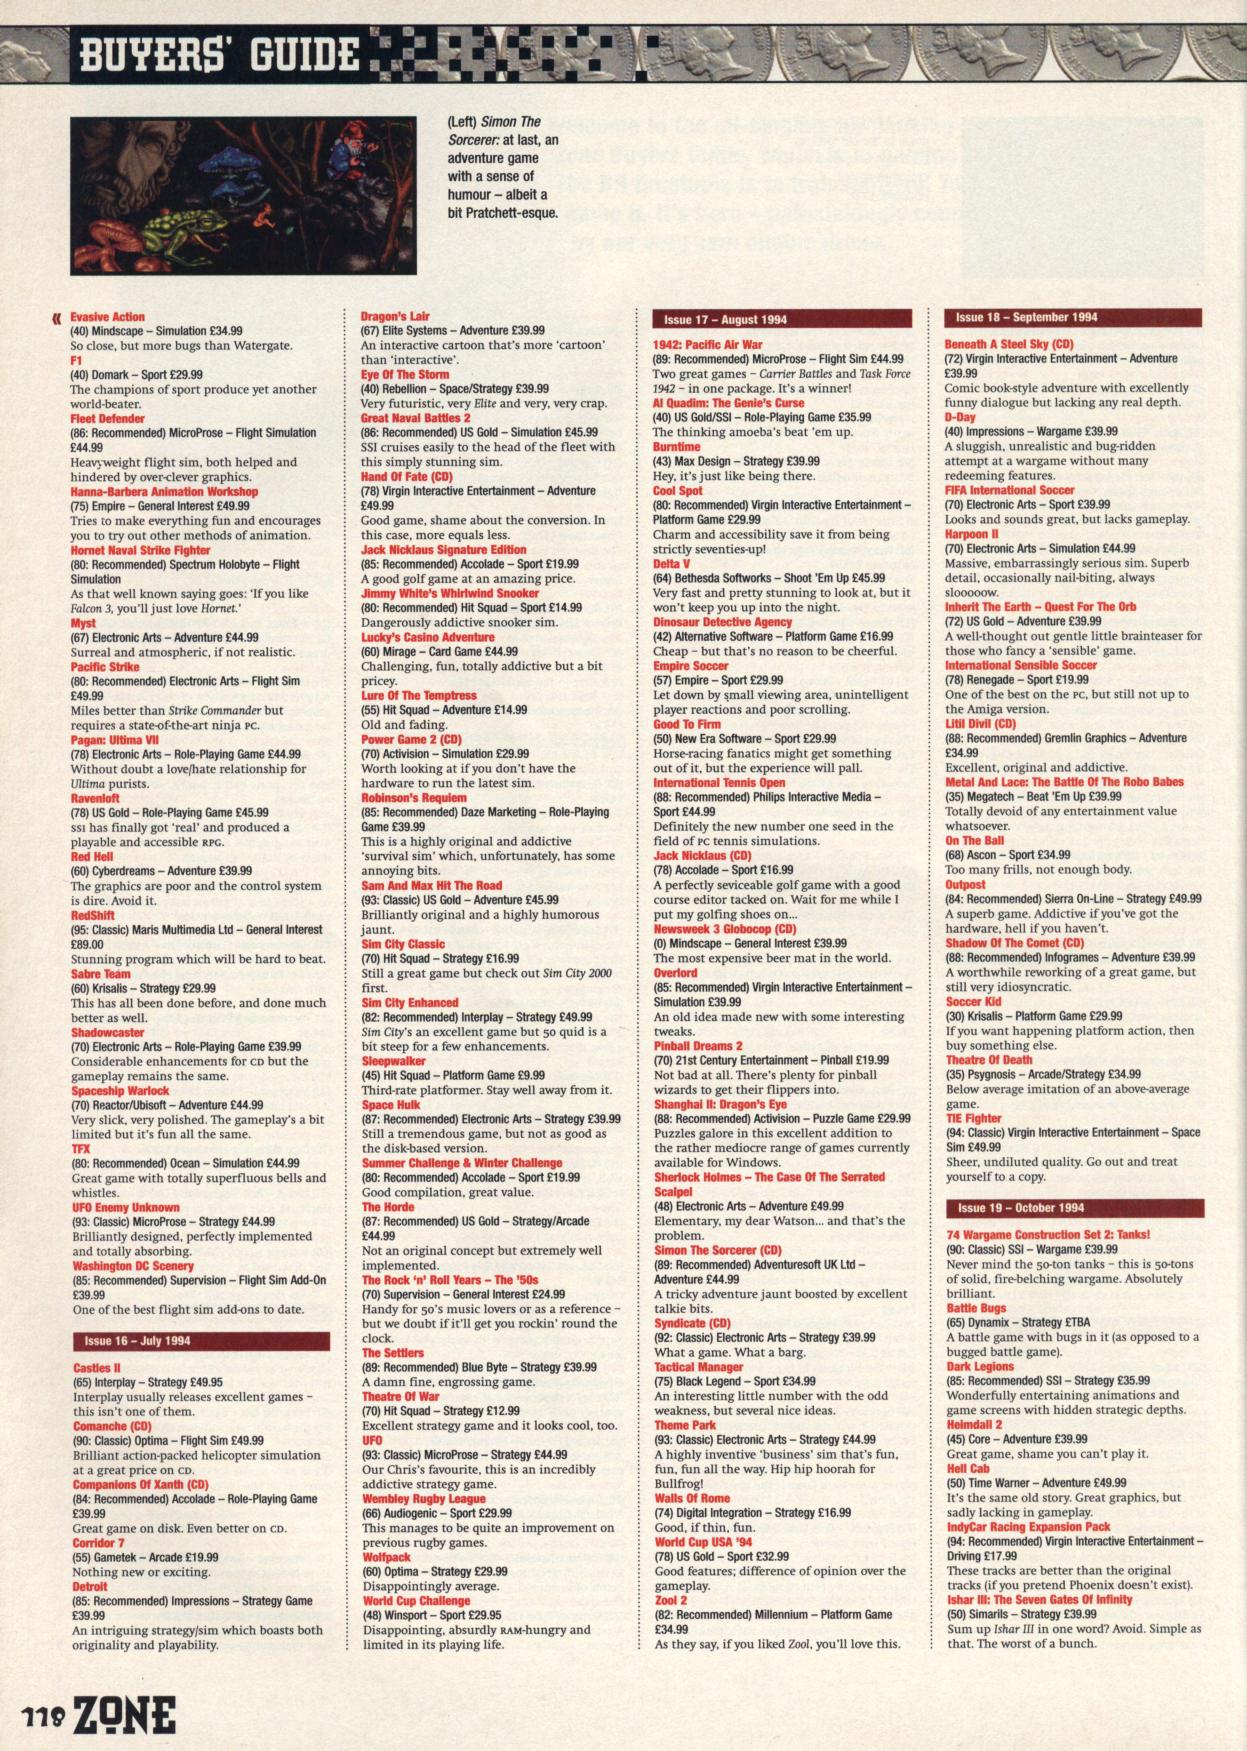 BUYERS' GUIDE
(Left) Simon The
Sorcerer: at last, an
adventure game
with a sense of
humour – albeit a
bit Pratchett-esque.
«
Evasive Action
(40) Mindscape – Simulation £34.99
So close, but more bugs than Watergate.
F1
(40) Domark – Sport £29.99
The champions of sport produce yet another
world-beater.
Fleet Defender
(86: Recommended) MicroProse – Flight Simulation
£44.99
Heavyweight flight sim, both helped and
hindered by over-clever graphics.
Hanna-Barbera Animation Workshop
(75) Empire – General Interest £49.99
Tries to make everything fun and encourages
you to try out other methods of animation.
Hornet Naval Strike Fighter
(80: Recommended) Spectrum Holobyte – Flight
Simulation
As that well known saying goes: 'If you like
Falcon 3, you'll just love Hornet.'
Myst
(67) Electronic Arts – Adventure £44.99
Surreal and atmospheric, if not realistic.
Pacific Strike
(80: Recommended) Electronic Arts – Flight Sim
£49.99
Miles better than Strike Commander but
requires a state-of-the-art ninja PC.
Pagan: Ultima VII
(78) Electronic Arts – Role-Playing Game £44.99
Without doubt a love/hate relationship for
Ultima purists.
Ravenloft
(78) US Gold – Role-Playing Game £45.99
SSI has finally got 'real' and produced a
playable and accessible RPG.
Red Hell
(60) Cyberdreams – Adventure £39.99
The graphics are poor and the control system
is dire. Avoid it.
RedShift
(95: Classic) Maris Multimedia Ltd – General Interest
£89.00
Stunning program which will be hard to beat.
Sabre Team
(60) Krisalis – Strategy £29.99
This has all been done before, and done much
better as well.
Shadowcaster
(70) Electronic Arts – Role-Playing Game £39.99
Considerable enhancements for CD but the
gameplay remains the same.
Spaceship Warlock
(70) Reactor/Ubisoft – Adventure £44.99
Very slick, very polished. The gameplay's a bit
limited but it's fun all the same.
TFX
(80: Recommended) Ocean – Simulation £44.99
Great game with totally superfluous bells and
whistles.
UFO Enemy Unknown
(93: Classic) MicroProse – Strategy £44.99
Brilliantly designed, perfectly implemented
and totally absorbing.
Washington DC Scenery
(85: Recommended) Supervision – Flight Sim Add-On
£39.99
One of the best flight sim add-ons to date.
Issue 16 – July 1994
Castles II
(65) Interplay – Strategy £49.95
Interplay usually releases excellent games –
this isn't one of them.
Comanche (CD)
(90: Classic) Optima – Flight Sim £49.99
Brilliant action-packed helicopter simulation
at a great price on CD.
Companions Of Xanth (CD)
(84: Recommended) Accolade – Role-Playing Game
£39.99
Great game on disk. Even better on CD.
Corridor 7
(55) Gametek – Arcade £19.99
Nothing new or exciting.
Detroit
(85: Recommended) Impressions – Strategy Game
£39.99
An intriguing strategy/sim which boasts both
originality and playability.
Dragon's Lair
(67) Elite Systems – Adventure £39.99
An interactive cartoon that's more 'cartoon'
than 'interactive'.
Eye Of The Storm
(40) Rebellion – Space/Strategy £39.99
Very futuristic, very Elite and very, very crap.
Great Naval Battles 2
(86: Recommended) US Gold – Simulation £45.99
SSI cruises easily to the head of the fleet with
this simply stunning sim.
Hand Of Fate (CD)
(78) Virgin Interactive Entertainment – Adventure
£49.99
Good game, shame about the conversion. In
this case, more equals less.
Jack Nicklaus Signature Edition
(85: Recommended) Accolade – Sport £19.99
A good golf game at an amazing price.
Jimmy White's Whirlwind Snooker
(80: Recommended) Hit Squad – Sport £14.99
Dangerously addictive snooker sim.
Lucky's Casino Adventure
(60) Mirage – Card Game £44.99
Challenging, fun, totally addictive but a bit
pricey.
Lure Of The Temptress
(55) Hit Squad – Adventure £14.99
Old and fading.
Power Game 2 (CD)
(70) Activision – Simulation £29.99
Worth looking at if you don't have the
hardware to run the latest sim.
Robinson's Requiem
(85: Recommended) Daze Marketing – Role-Playing
Game £39.99
This is a highly original and addictive
'survival sim' which, unfortunately, has some
annoying bits.
Sam And Max Hit The Road
(93: Classic) US Gold – Adventure £45.99
Brilliantly original and a highly humorous
jaunt.
Sim City Classic
(70) Hit Squad – Strategy £16.99
Still a great game but check out Sim City 2000
first.
Sim City Enhanced
(82: Recommended) Interplay – Strategy £49.99
Sim City's an excellent game but 50 quid is a
bit steep for a few enhancements.
Sleepwalker
(45) Hit Squad – Platform Game £9.99
Third-rate platformer. Stay well away from it.
Space Hulk
(87: Recommended) Electronic Arts – Strategy £39.99
Still a tremendous game, but not as good as
the disk-based version.
Summer Challenge & Winter Challenge
(80: Recommended) Accolade – Sport £19.99
Good compilation, great value.
The Horde
(87: Recommended) US Gold – Strategy/Arcade
£44.99
Not an original concept but extremely well
implemented.
The Rock 'n' Roll Years – The '50s
(70) Supervision – General Interest £24.99
Handy for 50's music lovers or as a reference –
but we doubt if it'll get you rockin' round the
clock.
The Settlers
(89: Recommended) Blue Byte – Strategy £39.99
A damn fine, engrossing game.
Theatre Of War
(70) Hit Squad – Strategy £12.99
Excellent strategy game and it looks cool, too.
UFO
(93: Classic) MicroProse – Strategy £44.99
Our Chris's favourite, this is an incredibly
addictive strategy game.
Wembley Rugby League
(66) Audiogenic – Sport £29.99
This manages to be quite an improvement on
previous rugby games.
Wolfpack
(60) Optima – Strategy £29.99
Disappointingly average.
World Cup Challenge
(48) Winsport – Sport £29.95
Disappointing, absurdly RAM-hungry and
limited in its playing life.
Issue 17 – August 1994
1942: Pacific Air War
(89: Recommended) MicroProse – Flight Sim £44.99
Two great games – Carrier Battles and Task Force
1942 – in one package. It's a winner!
Al Quadim: The Genie's Curse
(40) US Gold/SSI – Role-Playing Game £35.99
The thinking amoeba's beat 'em up.
Burntime
(43) Max Design – Strategy £39.99
Hey, it's just like being there.
Cool Spot
(80: Recommended) Virgin Interactive Entertainment –
Platform Game £29.99
Charm and accessibility save it from being
strictly seventies-up!
Delta V
(64) Bethesda Softworks – Shoot 'Em Up £45.99
Very fast and pretty stunning to look at, but it
won't keep you up into the night.
Dinosaur Detective Agency
(42) Alternative Software – Platform Game £16.99
Cheap – but that's no reason to be cheerful.
Empire Soccer
(57) Empire – Sport £29.99
Let down by small viewing area, unintelligent
player reactions and poor scrolling.
Good To Firm
(50) New Era Software – Sport £29.99
Horse-racing fanatics might get something
out of it, but the experience will pall.
International Tennis Open
(88: Recommended) Philips Interactive Media –
Sport £44.99
Definitely the new number one seed in the
field of PC tennis simulations.
Jack Nicklaus (CD)
(78) Accolade – Sport £16.99
A perfectly seviceable golf game with a good
course editor tacked on. Wait for me while I
put my golfing shoes on...
Newsweek 3 Globocop (CD)
(0) Mindscape – General Interest £39.99
The most expensive beer mat in the world.
Overlord
(85: Recommended) Virgin Interactive Entertainment –
Simulation £39.99
An old idea made new with some interesting
tweaks.
Pinball Dreams 2
(70) 21st Century Entertainment – Pinball £19.99
Not bad at all. There's plenty for pinball
wizards to get their flippers into.
Shanghai II: Dragon's Eye
(88: Recommended) Activision – Puzzle Game £29.99
Puzzles galore in this excellent addition to
the rather mediocre range of games currently
available for Windows.
Sherlock Holmes – The Case Of The Serrated
Scalpel
(48) Electronic Arts – Adventure £49.99
Elementary, my dear Watson... and that's the
problem.
Simon The Sorcerer (CD)
(89: Recommended) Adventuresoft UK Ltd –
Adventure £44.99
A tricky adventure jaunt boosted by excellent
talkie bits.
Syndicate (CD)
(92: Classic) Electronic Arts – Strategy £39.99
What a game. What a barg.
Tactical Manager
(75) Black Legend – Sport £34.99
An interesting little number with the odd
weakness, but several nice ideas.
Theme Park
(93: Classic) Electronic Arts – Strategy £44.99
A highly inventive 'business' sim that's fun,
fun, fun all the way. Hip hip hoorah for
Bullfrog!
Walls Of Rome
(74) Digital Integration – Strategy £16.99
Good, if thin, fun.
World Cup USA '94
(78) US Gold – Sport £32.99
Good features; difference of opinion over the
gameplay.
Zool 2
(82: Recommended) Millennium – Platform Game
£34.99
As they say, if you liked Zool, you'll love this.
Issue 18 – September 1994
Beneath A Steel Sky (CD)
(72) Virgin Interactive Entertainment – Adventure
£39.99
Comic book-style adventure with excellently
funny dialogue but lacking any real depth.
D-Day
(40) Impressions – Wargame £39.99
A sluggish, unrealistic and bug-ridden
attempt at a wargame without many
redeeming features.
FIFA International Soccer
(70) Electronic Arts – Sport £39.99
Looks and sounds great, but lacks gameplay.
Harpoon II
(70) Electronic Arts – Simulation £44.99
Massive, embarrassingly serious sim. Superb
detail, occasionally nail-biting, always
slooooow.
Inherit The Earth – Quest For The Orb
(72) US Gold – Adventure £39.99
A well-thought out gentle little brainteaser for
those who fancy a 'sensible' game.
International Sensible Soccer
(78) Renegade – Sport £19.99
One of the best on the PC, but still not up to
the Amiga version.
Litil Divil (CD)
(88: Recommended) Gremlin Graphics – Adventure
£34.99
Excellent, original and addictive.
Metal And Lace: The Battle Of The Robo Babes
(35) Megatech – Beat 'Em Up £39.99
Totally devoid of any entertainment value
whatsoever.
On The Ball
(68) Ascon – Sport £34.99
Too many frills, not enough body.
Outpost
(84: Recommended) Sierra On-Line – Strategy £49.99
A superb game. Addictive if you've got the
hardware, hell if you haven't.
Shadow Of The Comet (CD)
(88: Recommended) Infogrames – Adventure £39.99
A worthwhile reworking of a great game, but
still very idiosyncratic.
Soccer Kid
(30) Krisalis – Platform Game £29.99
If you want happening platform action, then
buy something else.
Theatre Of Death
(35) Psygnosis – Arcade/Strategy £34.99
Below average imitation of an above-average
game.
TIE Fighter
(94: Classic) Virgin Interactive Entertainment – Space
Sim £49.99
Sheer, undiluted quality. Go out and treat
yourself to a copy.
Issue 19 – October 1994
74 Wargame Construction Set 2: Tanks!
(90: Classic) SSI – Wargame £39.99
Never mind the 50-ton tanks – this is 50-tons
of solid, fire-belching wargame. Absolutely
brilliant.
Battle Bugs
(65) Dynamix – Strategy £TBA
A battle game with bugs in it (as opposed to a
bugged battle game).
Dark Legions
(85: Recommended) SSI – Strategy £35.99
Wonderfully entertaining animations and
game screens with hidden strategic depths.
Heimdall 2
(45) Core – Adventure £39.99
Great game, shame you can't play it.
Hell Cab
(50) Time Warner – Adventure £49.99
It's the same old story. Great graphics, but
sadly lacking in gameplay.
IndyCar Racing Expansion Pack
(94: Recommended) Virgin Interactive Entertainment –
Driving £17.99
These tracks are better than the original
tracks (if you pretend Phoenix doesn't exist).
Ishar III: The Seven Gates Of Infinity
(50) Simarils – Strategy £39.99
Sum up Ishar III in one word? Avoid. Simple as
that. The worst of a bunch.
118 ZONE